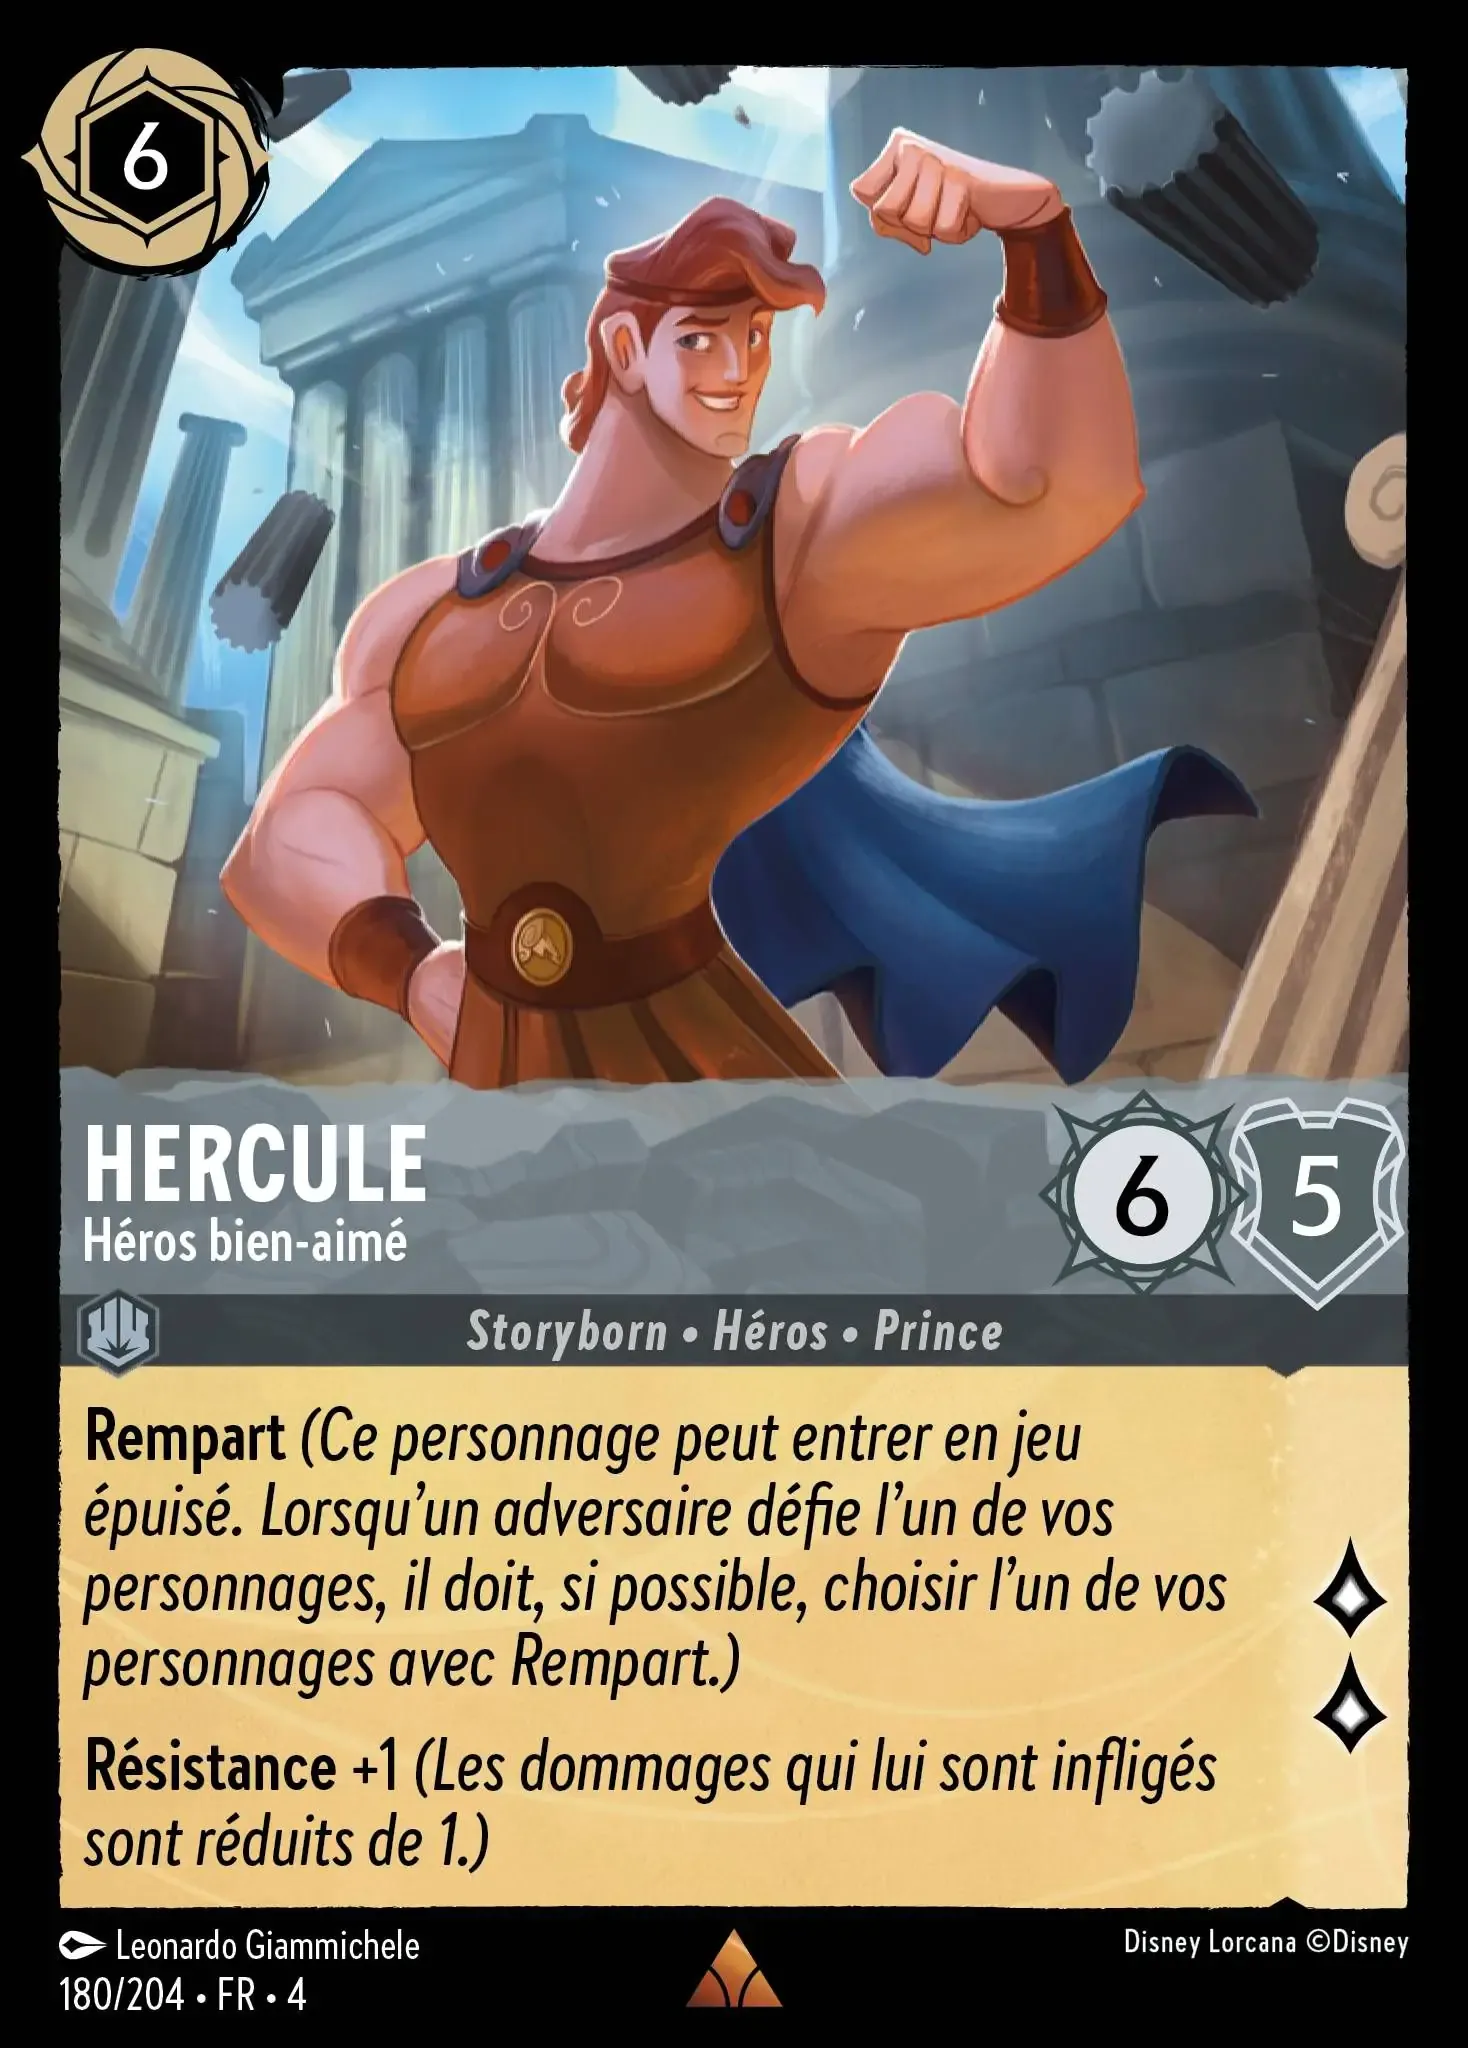 6
HERCULE
Héros bien-aimé
6
5
Storyborn • Héros • Prince
Rempart (Ce personnage peut entrer en jeu
épuisé. Lorsqu’un adversaire défie l’un de vos
personnages, il doit, si possible, choisir l’un de vos
personnages avec Rempart.)
Résistance +1 (Les dommages qui lui sont infligés
sont réduits de 1.)
Leonardo Giammichele
Disney Lorcana ©Disney
180/204 • FR • 4